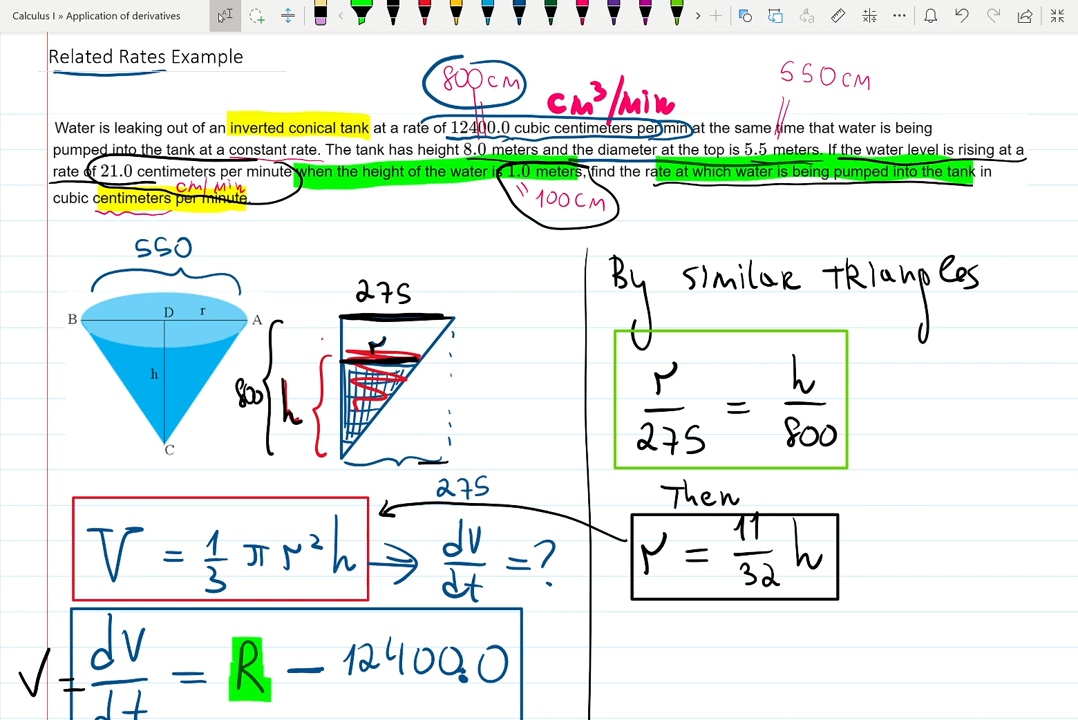 Calculus I » Application of derivatives
Related Rates Example
800 CM
550 CM
CM³/MiN
Water is leaking out of an inverted conical tank at a rate of 12400.0 cubic centimeters per min at the same time that water is being
pumped into the tank at a constant rate. The tank has height 8.0 meters and the diameter at the top is 5.5 meters. If the water level is rising at a
rate of 21.0 centimeters per minute when the height of the water is 1.0 meters, find the rate at which water is being pumped into the tank in
cm/min
cubic centimeters per minute.
= 100 CM
550
275
B D r A
h
C
800 h
r
275
By similar Triangles
r/275 = h/800
Then
r = 11/32 h
V = 1/3 π r² h ⇒ dV/dt = ?
V = dV/dt = R − 12400.0